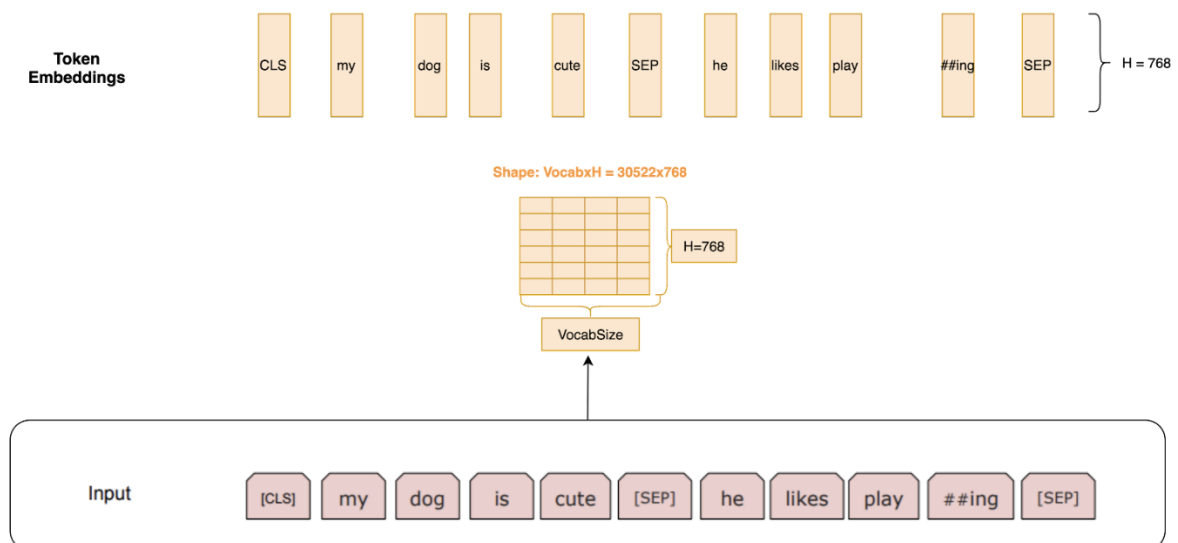 Token
Embeddings
CLS my dog is cute SEP he likes play ##ing SEP
H = 768
Shape: VocabxH = 30522x768
H=768
VocabSize
Input [CLS] my dog is cute [SEP] he likes play ##ing [SEP]